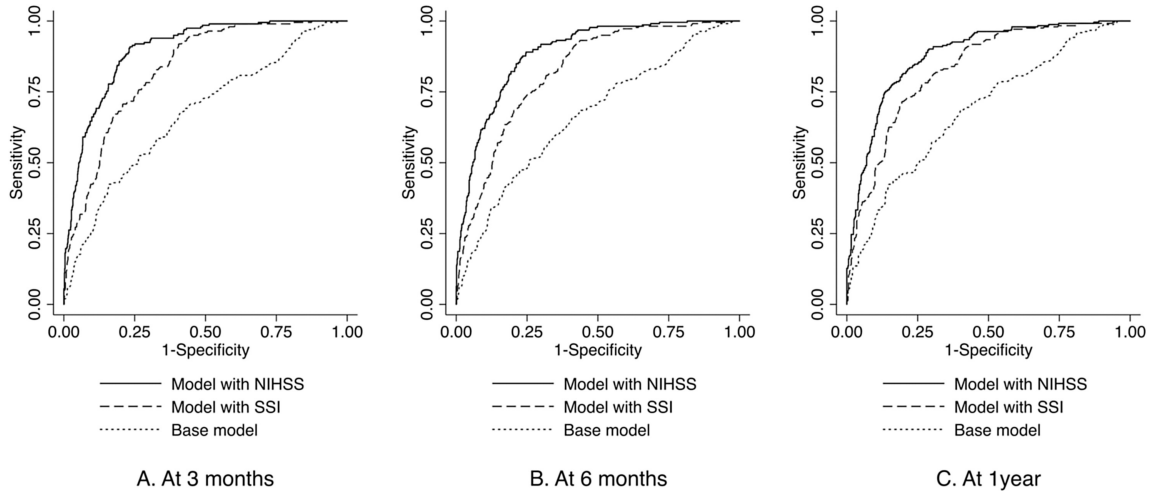 1.00
0.75
0.50
0.25
0.00
Sensitivity
0.00 0.25 0.50 0.75 1.00
1-Specificity
Model with NIHSS
Model with SSI
Base model
A. At 3 months
1.00
0.75
0.50
0.25
0.00
Sensitivity
0.00 0.25 0.50 0.75 1.00
1-Specificity
Model with NIHSS
Model with SSI
Base model
B. At 6 months
1.00
0.75
0.50
0.25
0.00
Sensitivity
0.00 0.25 0.50 0.75 1.00
1-Specificity
Model with NIHSS
Model with SSI
Base model
C. At 1year